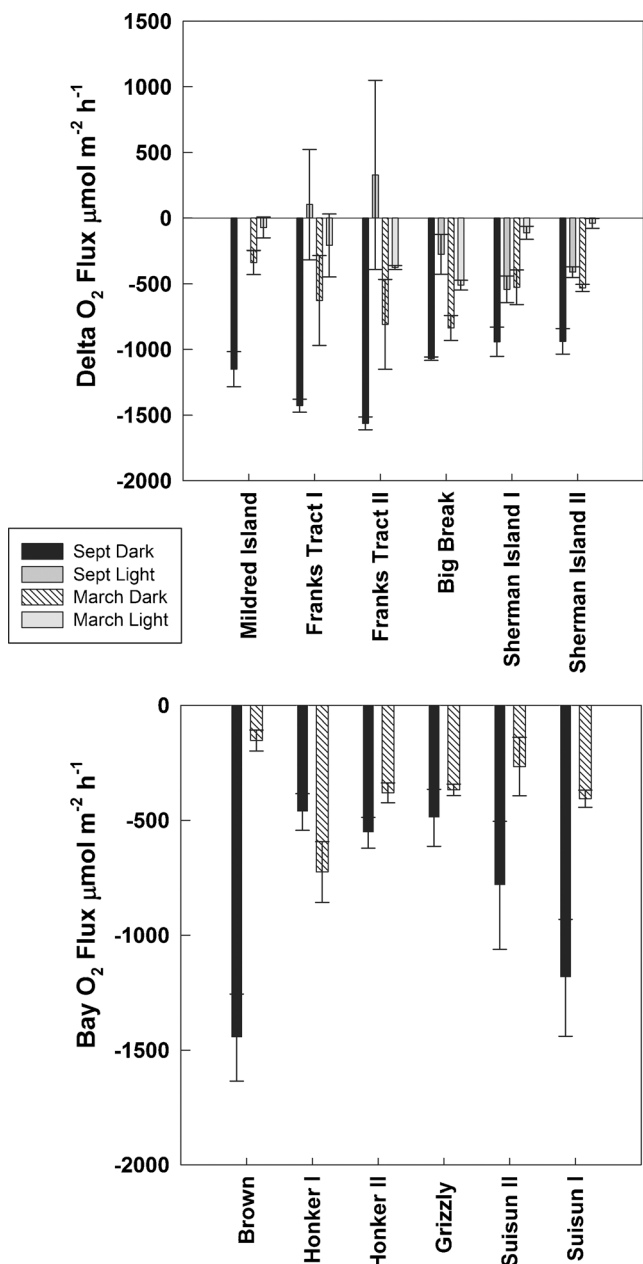 1500
1000
500
0
-500
-1000
-1500
-2000
Delta O₂ Flux µmol m⁻² h⁻¹
Mildred Island
Franks Tract I
Franks Tract II
Big Break
Sherman Island I
Sherman Island II
Sept Dark
Sept Light
March Dark
March Light
0
-500
-1000
-1500
-2000
Bay O₂ Flux µmol m⁻² h⁻¹
Brown
Honker I
Honker II
Grizzly
Suisun II
Suisun I